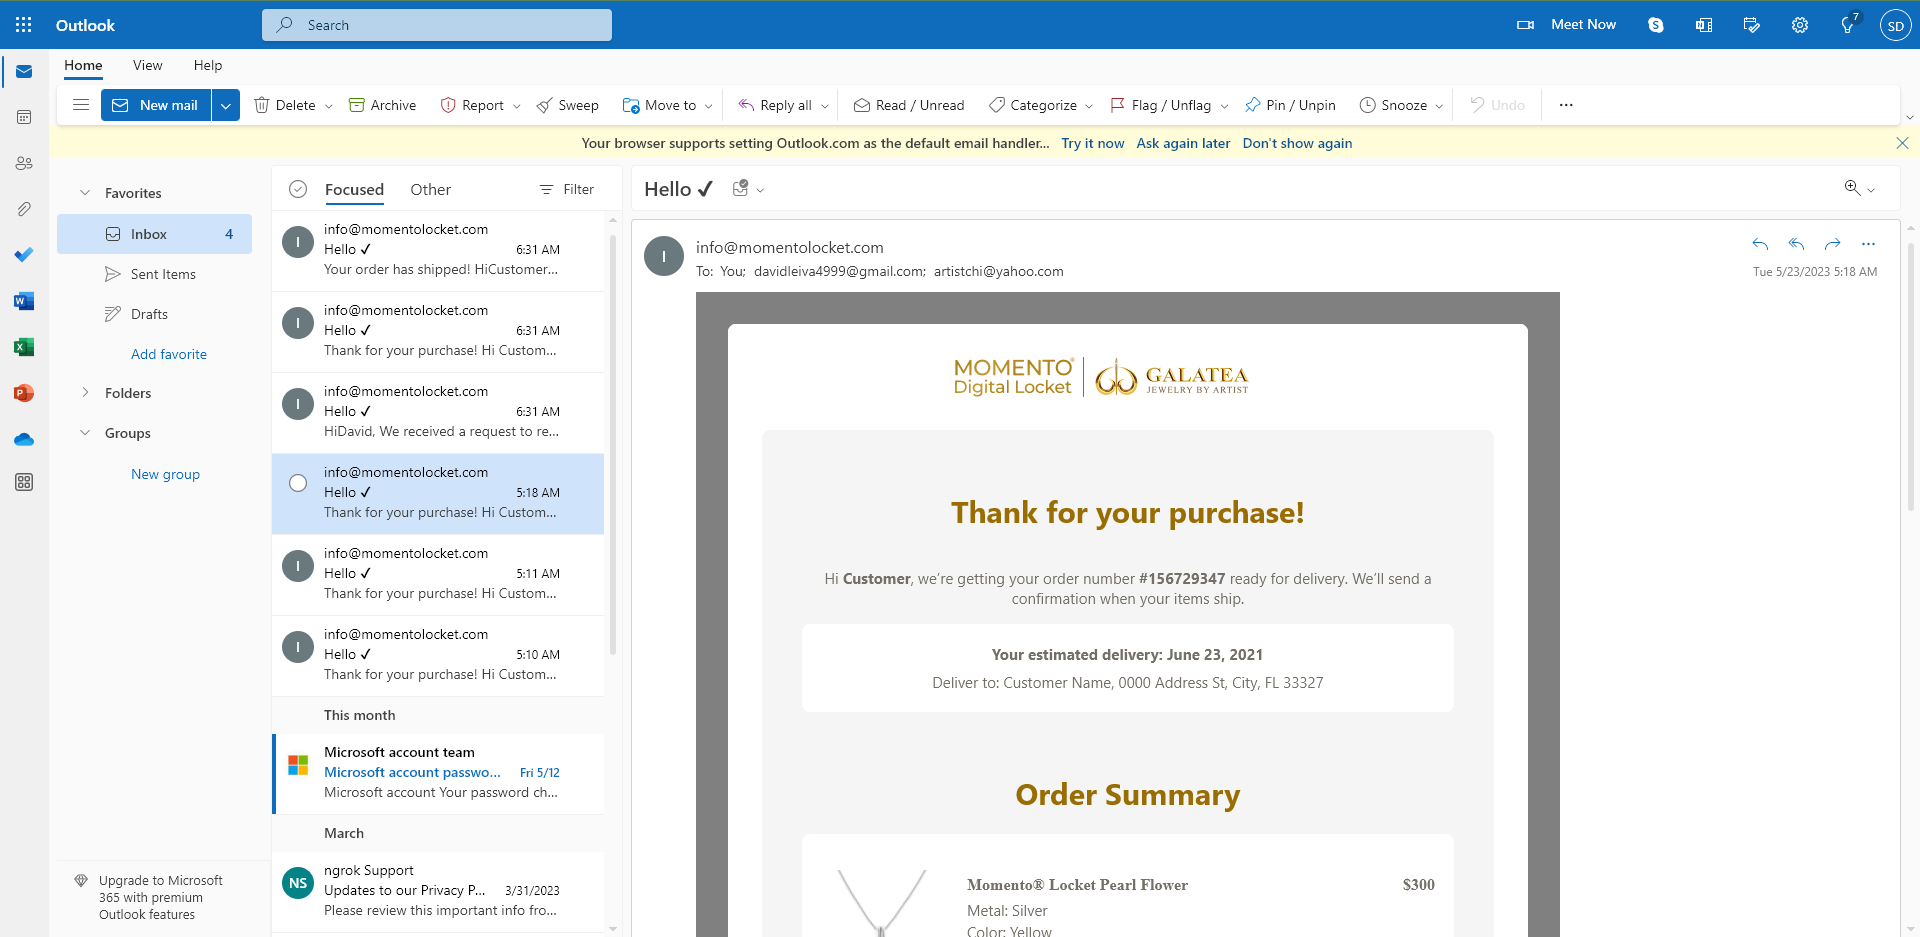 Outlook
Search
Meet Now
7
SD
Home
View
Help
New mail
Delete
Archive
Report
Sweep
Move to
Reply all
Read / Unread
Categorize
Flag / Unflag
Pin / Unpin
Snooze
Undo
Your browser supports setting Outlook.com as the default email handler... Try it now Ask again later Don't show again
Favorites
Inbox 4
Sent Items
Drafts
Add favorite
Folders
Groups
New group
Upgrade to Microsoft
365 with premium
Outlook features
Focused
Other
Filter
I
info@momentolocket.com
Hello ✓ 6:31 AM
Your order has shipped! HiCustomer...
I
info@momentolocket.com
Hello ✓ 6:31 AM
Thank for your purchase! Hi Custom...
I
info@momentolocket.com
Hello ✓ 6:31 AM
HiDavid, We received a request to re...
info@momentolocket.com
Hello ✓ 5:18 AM
Thank for your purchase! Hi Custom...
I
info@momentolocket.com
Hello ✓ 5:11 AM
Thank for your purchase! Hi Custom...
I
info@momentolocket.com
Hello ✓ 5:10 AM
Thank for your purchase! Hi Custom...
This month
Microsoft account team
Microsoft account passwo... Fri 5/12
Microsoft account Your password ch...
March
NS
ngrok Support
Updates to our Privacy P... 3/31/2023
Please review this important info fro...
Hello ✓
I
info@momentolocket.com
To: You; davidleiva4999@gmail.com; artistchi@yahoo.com
Tue 5/23/2023 5:18 AM
MOMENTO®
Digital Locket
GALATEA
JEWELRY BY ARTIST
Thank for your purchase!
Hi Customer, we're getting your order number #156729347 ready for delivery. We'll send a
confirmation when your items ship.
Your estimated delivery: June 23, 2021
Deliver to: Customer Name, 0000 Address St, City, FL 33327
Order Summary
Momento® Locket Pearl Flower $300
Metal: Silver
Color: Yellow